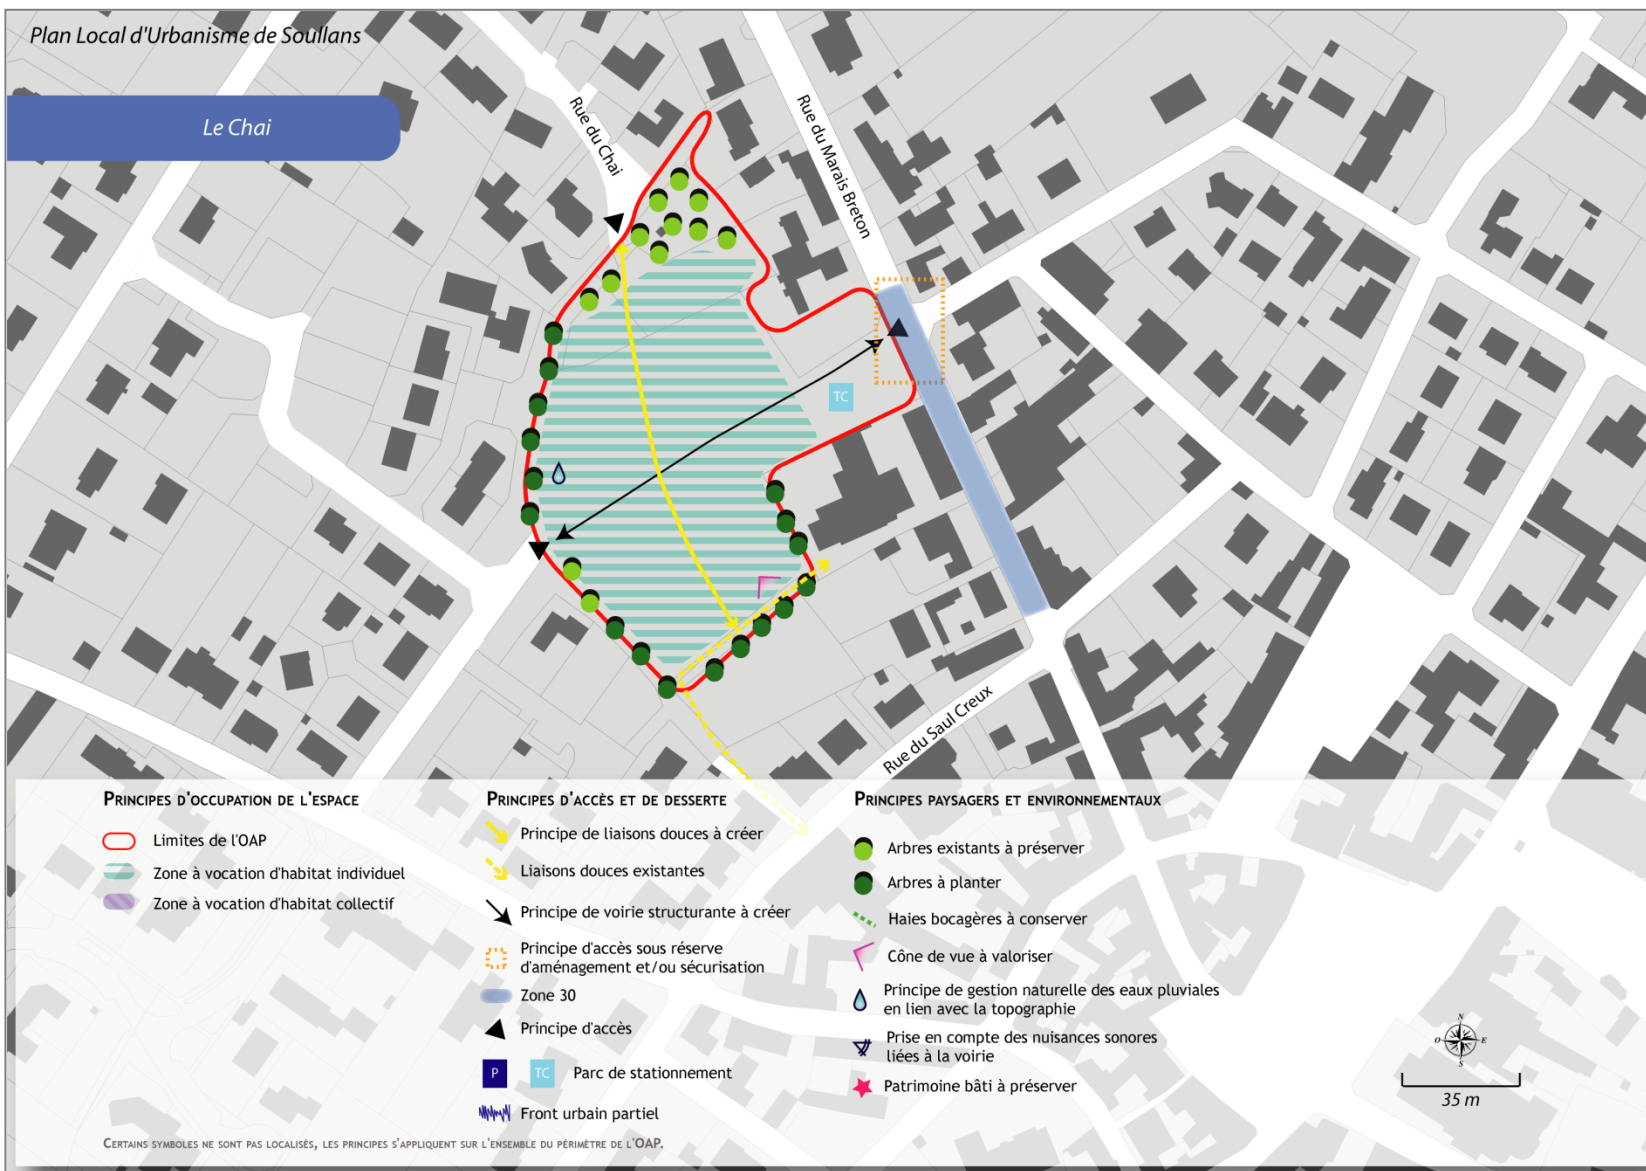 Plan Local d'Urbanisme de Soullans
Le Chai
Rue du Chai
Rue du Marais Breton
TC
Rue du Saul Creux
Principes d'occupation de l'espace
Limites de l'OAP
Zone à vocation d'habitat individuel
Zone à vocation d'habitat collectif
Principes d'accès et de desserte
Principe de liaisons douces à créer
Liaisons douces existantes
Principe de voirie structurante à créer
Principe d'accès sous réserve
d'aménagement et/ou sécurisation
Zone 30
Principe d'accès
P TC Parc de stationnement
Front urbain partiel
Principes paysagers et environnementaux
Arbres existants à préserver
Arbres à planter
Haies bocagères à conserver
Cône de vue à valoriser
Principe de gestion naturelle des eaux pluviales
en lien avec la topographie
Prise en compte des nuisances sonores
liées à la voirie
Patrimoine bâti à préserver
N
O E
S
35 m
Certains symboles ne sont pas localisés, les principes s'appliquent sur l'ensemble du périmètre de l'OAP.